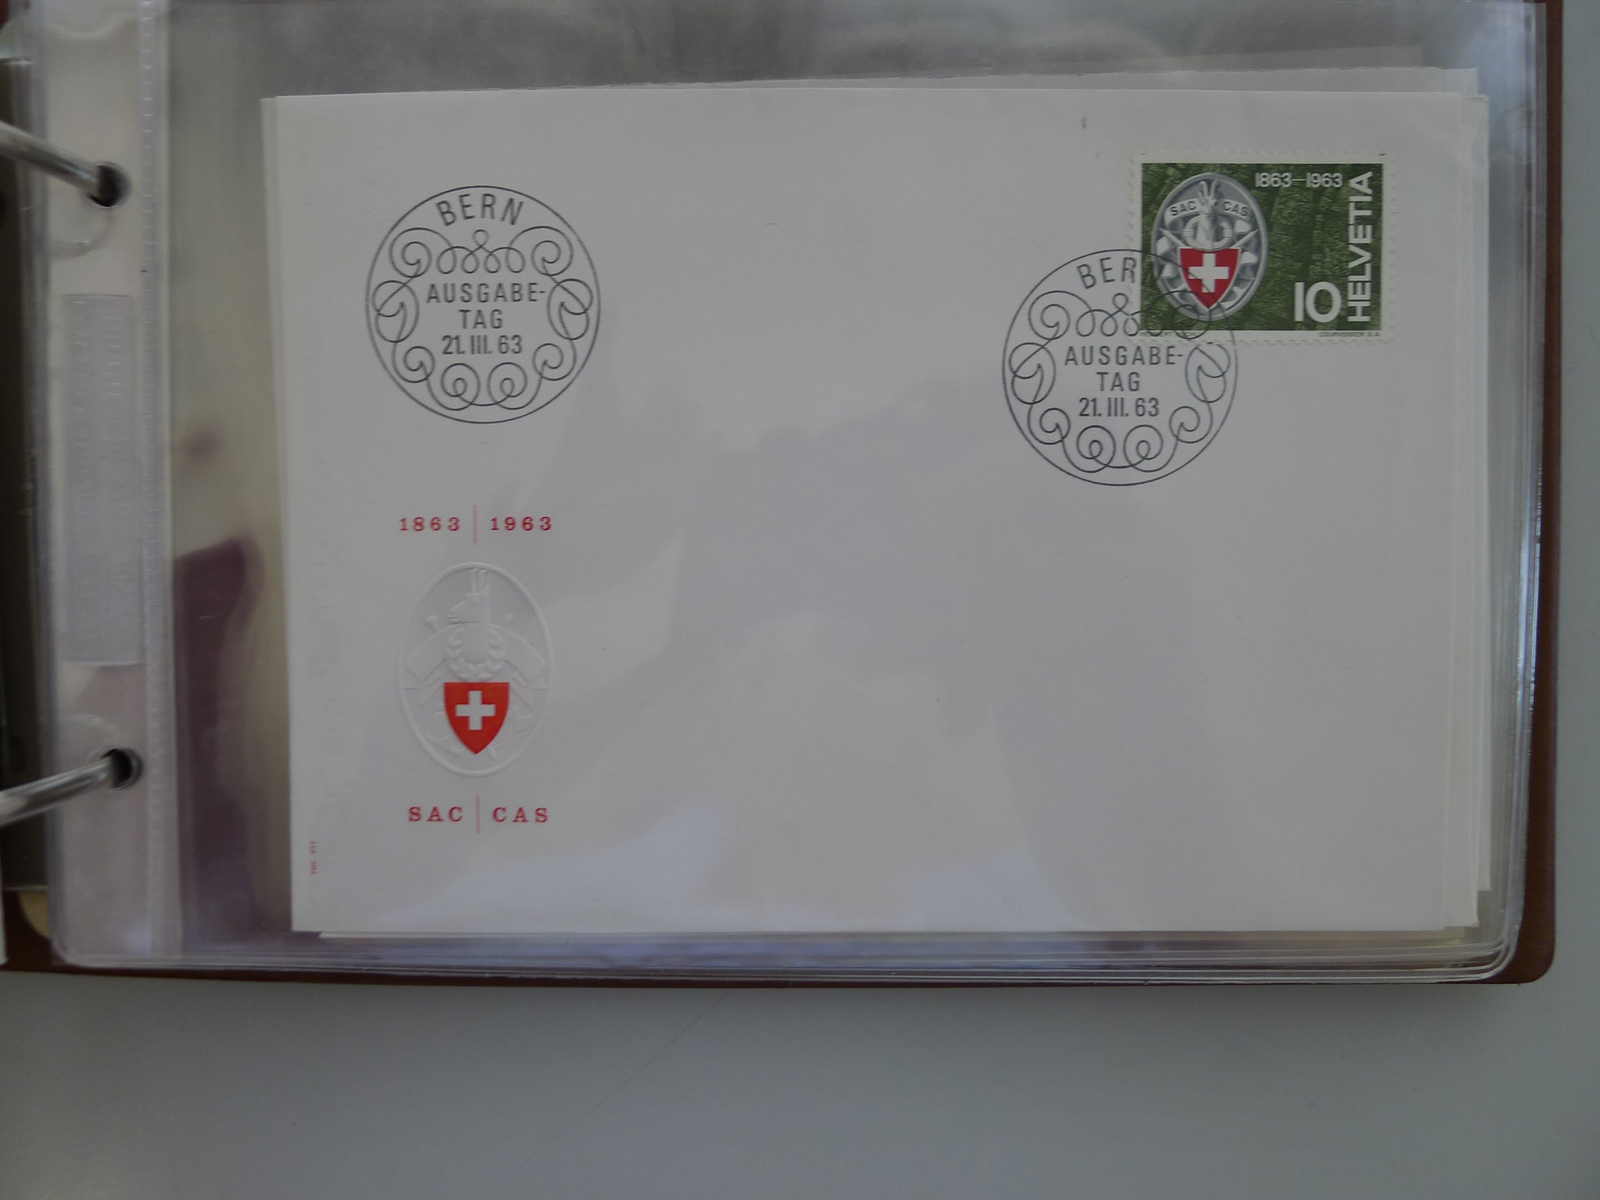 BERN
AUSGABE-
TAG
21. III. 63
1863–1963
SAC CAS
10
HELVETIA
BERN
AUSGABE-
TAG
21. III. 63
1863 | 1963
SAC | CAS